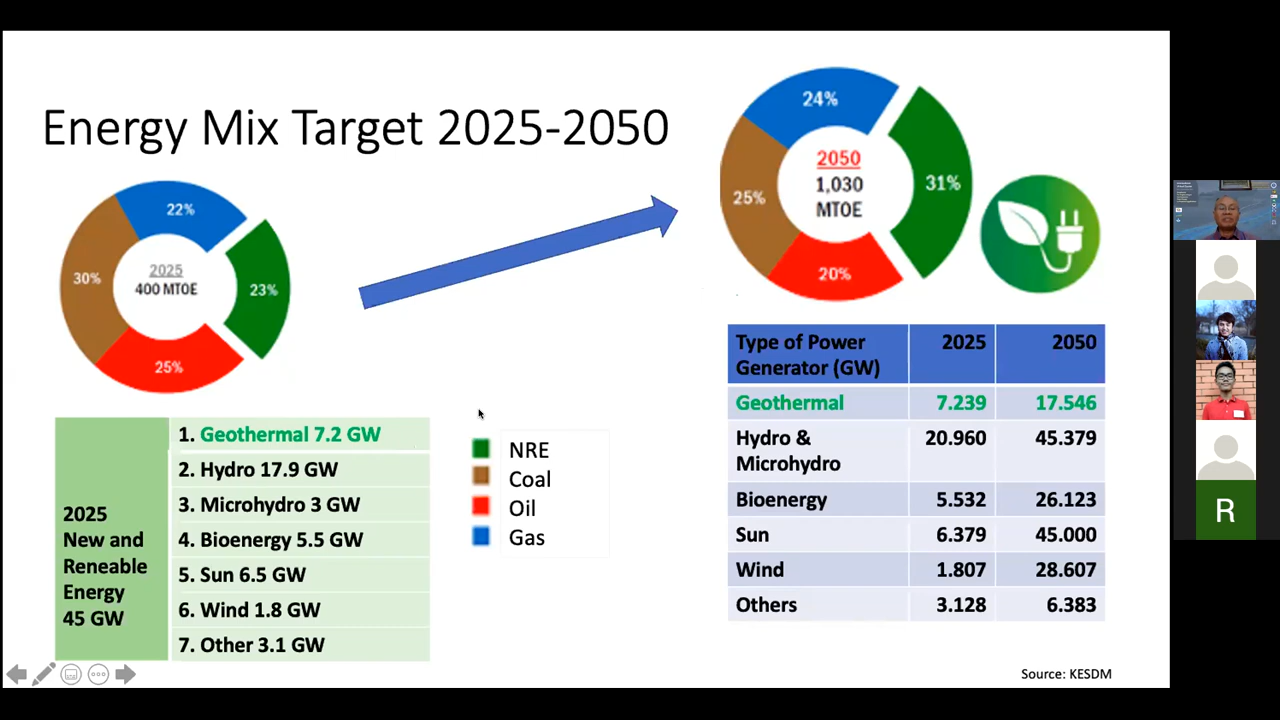 Energy Mix Target 2025-2050
22%
30%
2025
400 MTOE
23%
25%
24%
25%
2050
1,030
MTOE
31%
20%
2025
New and
Reneable
Energy
45 GW
1. Geothermal 7.2 GW
2. Hydro 17.9 GW
3. Microhydro 3 GW
4. Bioenergy 5.5 GW
5. Sun 6.5 GW
6. Wind 1.8 GW
7. Other 3.1 GW
NRE
Coal
Oil
Gas
Type of Power Generator (GW) 2025 2050
Geothermal 7.239 17.546
Hydro & Microhydro 20.960 45.379
Bioenergy 5.532 26.123
Sun 6.379 45.000
Wind 1.807 28.607
Others 3.128 6.383
Source: KESDM
R